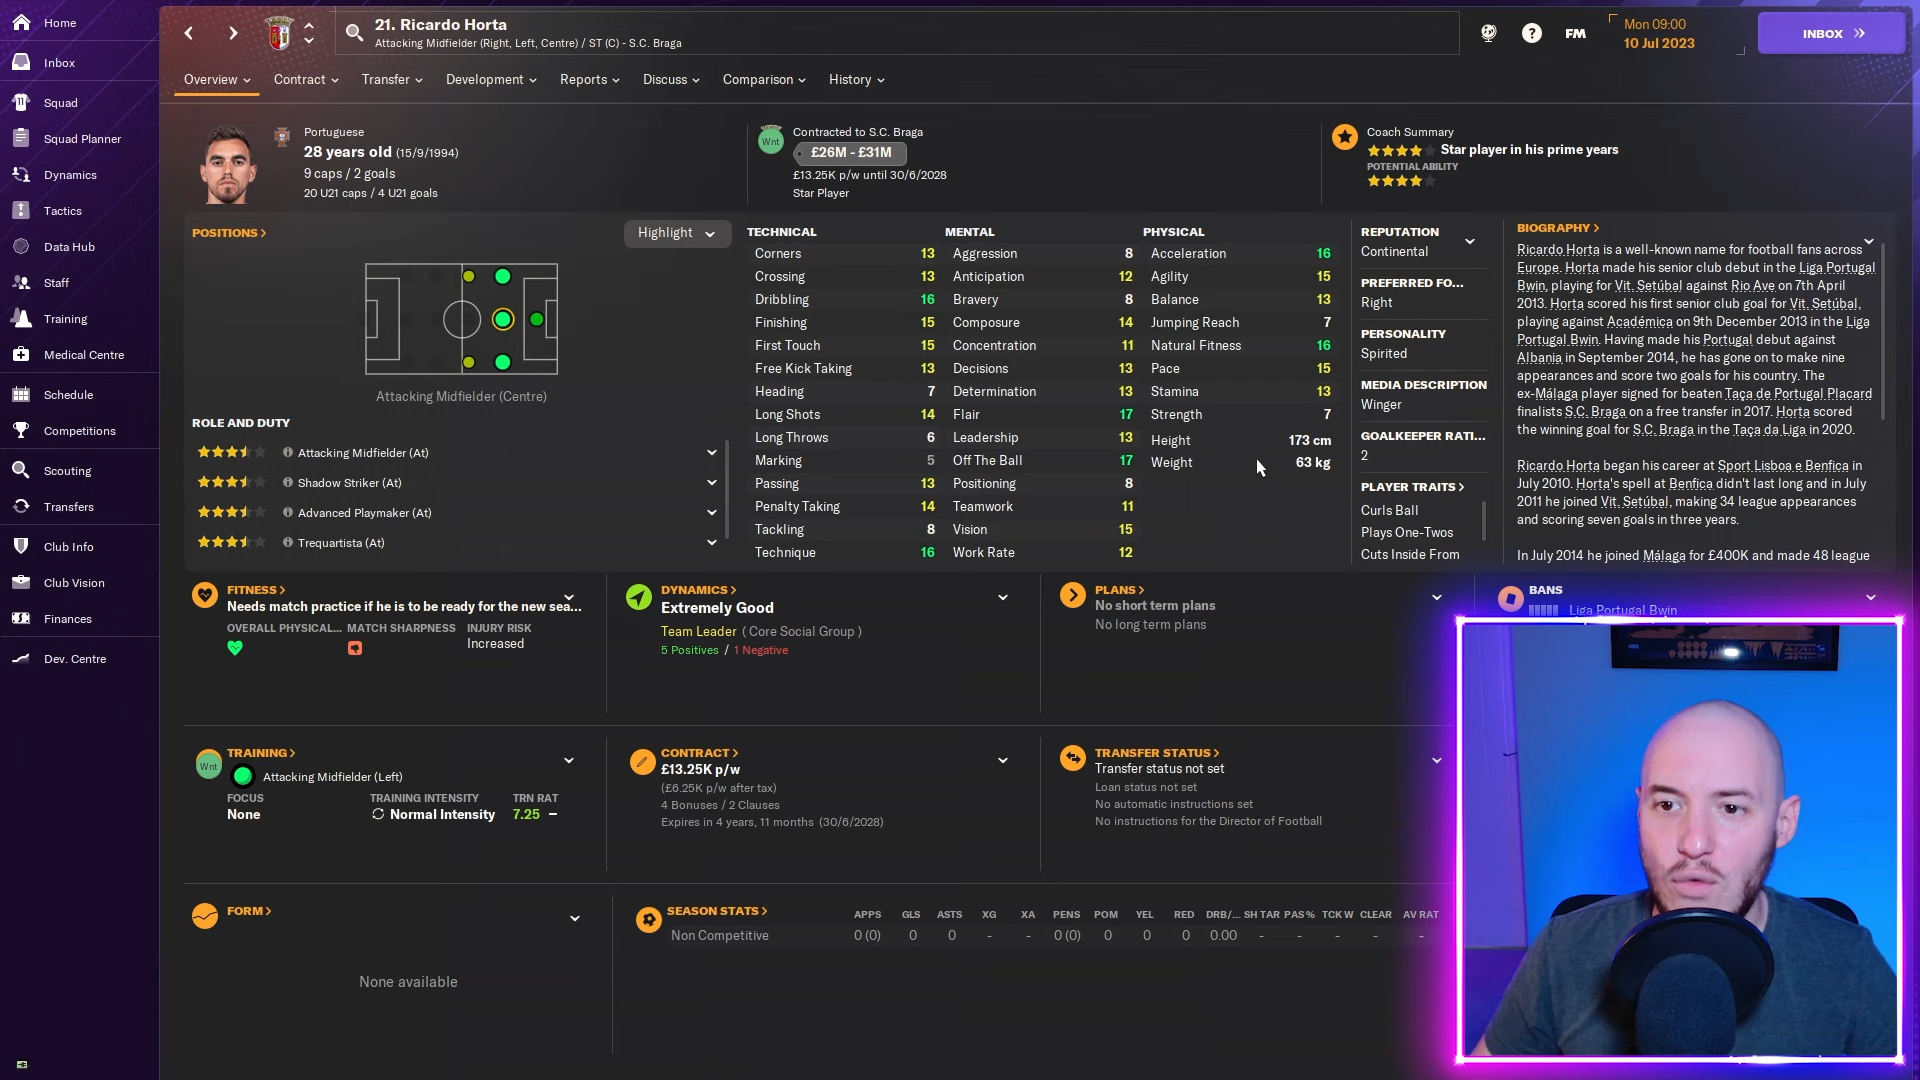 Home
Inbox
Squad
Squad Planner
Dynamics
Tactics
Data Hub
Staff
Training
Medical Centre
Schedule
Competitions
Scouting
Transfers
Club Info
Club Vision
Finances
Dev. Centre
21. Ricardo Horta
Attacking Midfielder (Right, Left, Centre) / ST (C) - S.C. Braga
FM
Mon 09:00
10 Jul 2023
INBOX
Overview
Contract
Transfer
Development
Reports
Discuss
Comparison
History
Portuguese
28 years old (15/9/1994)
9 caps / 2 goals
20 U21 caps / 4 U21 goals
Wnt
Contracted to S.C. Braga
£26M - £31M
£13.25K p/w until 30/6/2028
Star Player
Coach Summary
Star player in his prime years
POTENTIAL ABILITY
POSITIONS
Highlight
Attacking Midfielder (Centre)
ROLE AND DUTY
Attacking Midfielder (At)
Shadow Striker (At)
Advanced Playmaker (At)
Trequartista (At)
TECHNICAL
Corners 13
Crossing 13
Dribbling 16
Finishing 15
First Touch 15
Free Kick Taking 13
Heading 7
Long Shots 14
Long Throws 6
Marking 5
Passing 13
Penalty Taking 14
Tackling 8
Technique 16
MENTAL
Aggression 8
Anticipation 12
Bravery 8
Composure 14
Concentration 11
Decisions 13
Determination 13
Flair 17
Leadership 13
Off The Ball 17
Positioning 8
Teamwork 11
Vision 15
Work Rate 12
PHYSICAL
Acceleration 16
Agility 15
Balance 13
Jumping Reach 7
Natural Fitness 16
Pace 15
Stamina 13
Strength 7
Height 173 cm
Weight 63 kg
REPUTATION
Continental
PREFERRED FO...
Right
PERSONALITY
Spirited
MEDIA DESCRIPTION
Winger
GOALKEEPER RATI...
2
PLAYER TRAITS
Curls Ball
Plays One-Twos
Cuts Inside From
BIOGRAPHY
Ricardo Horta is a well-known name for football fans across
Europe. Horta made his senior club debut in the Liga Portugal
Bwin, playing for Vit. Setúbal against Rio Ave on 7th April
2013. Horta scored his first senior club goal for Vit. Setúbal,
playing against Académica on 9th December 2013 in the Liga
Portugal Bwin. Having made his Portugal debut against
Albania in September 2014, he has gone on to make nine
appearances and score two goals for his country. The
ex-Málaga player signed for beaten Taça de Portugal Placard
finalists S.C. Braga on a free transfer in 2017. Horta scored
the winning goal for S.C. Braga in the Taça da Liga in 2020.
Ricardo Horta began his career at Sport Lisboa e Benfica in
July 2010. Horta's spell at Benfica didn't last long and in July
2011 he joined Vit. Setúbal, making 34 league appearances
and scoring seven goals in three years.
In July 2014 he joined Málaga for £400K and made 48 league
FITNESS
Needs match practice if he is to be ready for the new sea...
OVERALL PHYSICAL... MATCH SHARPNESS INJURY RISK
Increased
DYNAMICS
Extremely Good
Team Leader ( Core Social Group )
5 Positives / 1 Negative
PLANS
No short term plans
No long term plans
BANS
Liga Portugal Bwin
Wnt
TRAINING
Attacking Midfielder (Left)
FOCUS TRAINING INTENSITY TRN RAT
None Normal Intensity 7.25 –
CONTRACT
£13.25K p/w
(£6.25K p/w after tax)
4 Bonuses / 2 Clauses
Expires in 4 years, 11 months (30/6/2028)
TRANSFER STATUS
Transfer status not set
Loan status not set
No automatic instructions set
No instructions for the Director of Football
FORM
None available
SEASON STATS APPS GLS ASTS XG XA PENS POM YEL RED DRB/... SH TAR PAS % TCK W CLEAR AV RAT
Non Competitive 0 (0) 0 0 - - 0 (0) 0 0 0 0.00 - - - - -